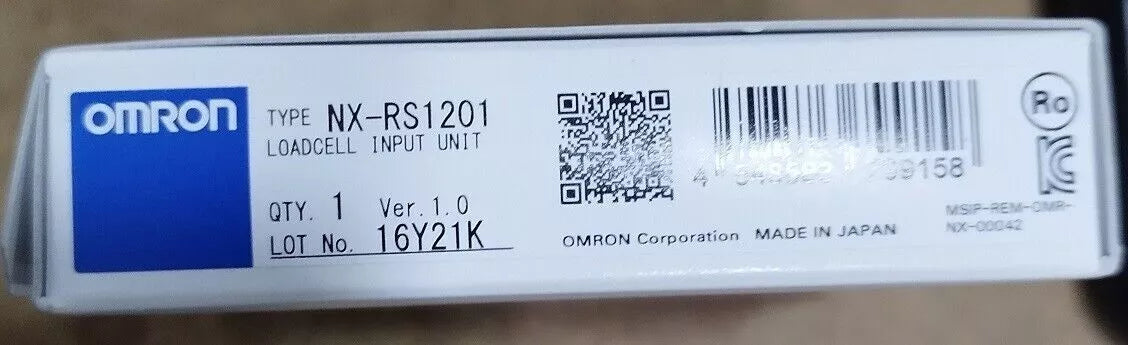 OMRON
TYPE NX-RS1201
LOADCELL INPUT UNIT
QTY. 1 Ver. 1.0
LOT No. 16Y21K
OMRON Corporation MADE IN JAPAN
Ro
MSIP-REM-OMR-
NX-00042